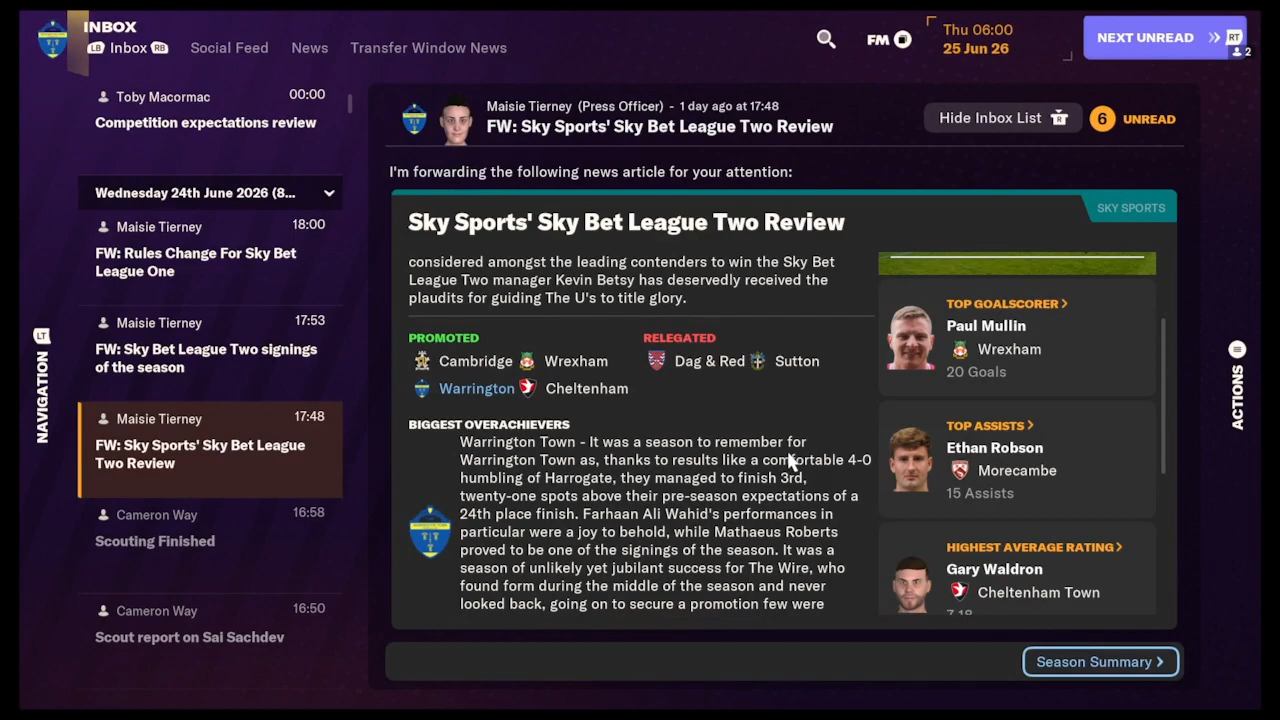 INBOX
LB Inbox RB
Social Feed
News
Transfer Window News
FM
Thu 06:00
25 Jun 26
NEXT UNREAD
RT
2
Toby Macormac
00:00
Competition expectations review
Wednesday 24th June 2026 (8...
Maisie Tierney
18:00
FW: Rules Change For Sky Bet
League One
Maisie Tierney
17:53
FW: Sky Bet League Two signings
of the season
Maisie Tierney
17:48
FW: Sky Sports' Sky Bet League
Two Review
Cameron Way
16:58
Scouting Finished
Cameron Way
16:50
Scout report on Sai Sachdev
LT
NAVIGATION
Maisie Tierney (Press Officer) - 1 day ago at 17:48
FW: Sky Sports' Sky Bet League Two Review
Hide Inbox List
R
6
UNREAD
I'm forwarding the following news article for your attention:
Sky Sports' Sky Bet League Two Review
SKY SPORTS
considered amongst the leading contenders to win the Sky Bet
League Two manager Kevin Betsy has deservedly received the
plaudits for guiding The U's to title glory.
PROMOTED
Cambridge
Wrexham
Warrington
Cheltenham
RELEGATED
Dag & Red
Sutton
BIGGEST OVERACHIEVERS
Warrington Town - It was a season to remember for
Warrington Town as, thanks to results like a comfortable 4-0
humbling of Harrogate, they managed to finish 3rd,
twenty-one spots above their pre-season expectations of a
24th place finish. Farhaan Ali Wahid's performances in
particular were a joy to behold, while Mathaeus Roberts
proved to be one of the signings of the season. It was a
season of unlikely yet jubilant success for The Wire, who
found form during the middle of the season and never
looked back, going on to secure a promotion few were
TOP GOALSCORER
Paul Mullin
Wrexham
20 Goals
TOP ASSISTS
Ethan Robson
Morecambe
15 Assists
HIGHEST AVERAGE RATING
Gary Waldron
Cheltenham Town
7.18
Season Summary
ACTIONS